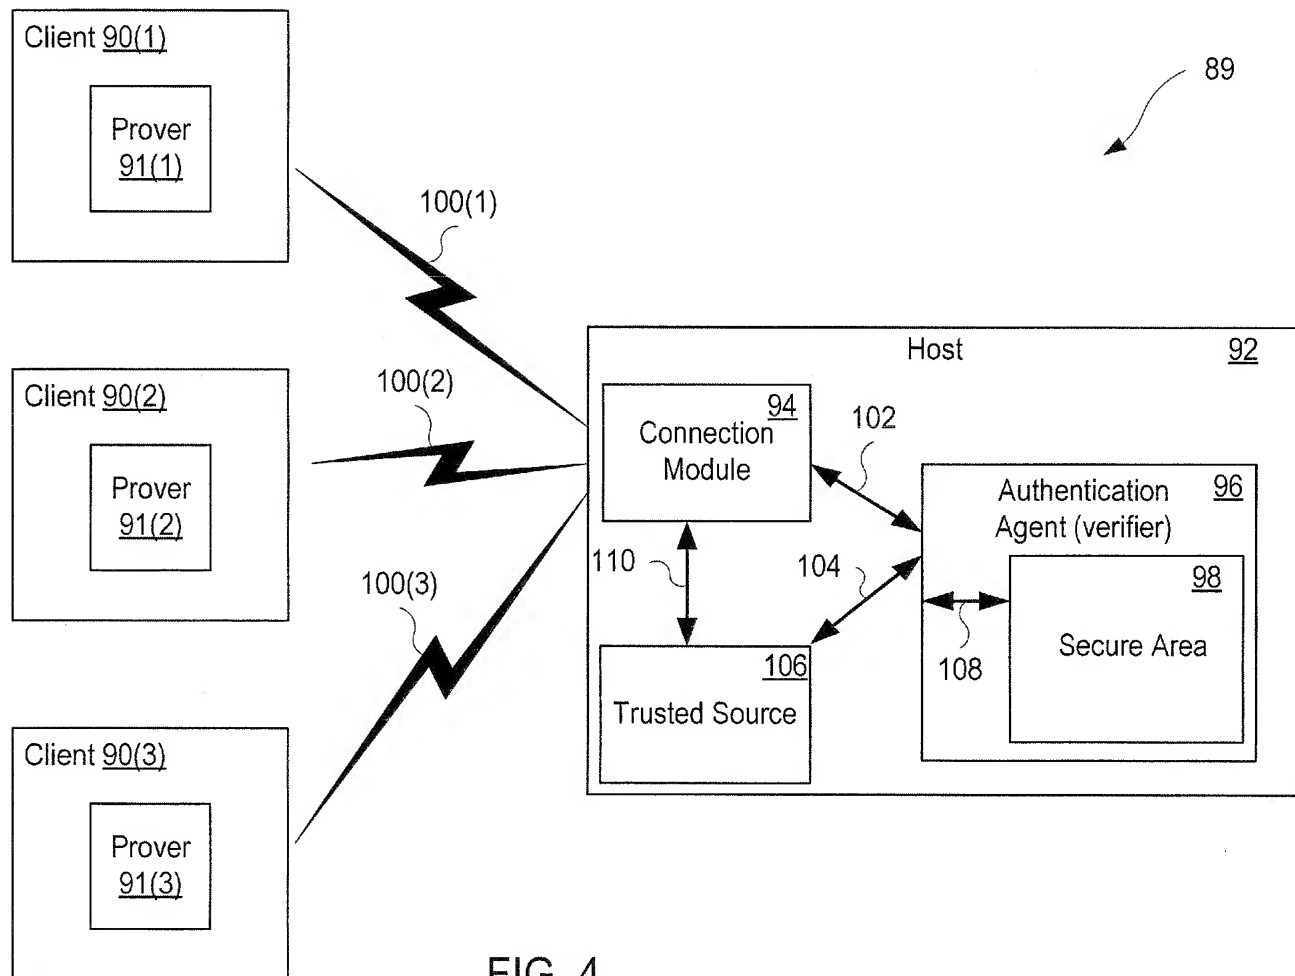 Client 90(1)
Prover
91(1)
89
100(1)
Client 90(2)
Prover
91(2)
100(2)
Host 92
94
Connection
Module
102
96
Authentication
Agent (verifier)
110
104
98
Secure Area
108
106
Trusted Source
100(3)
Client 90(3)
Prover
91(3)
FIG. 4